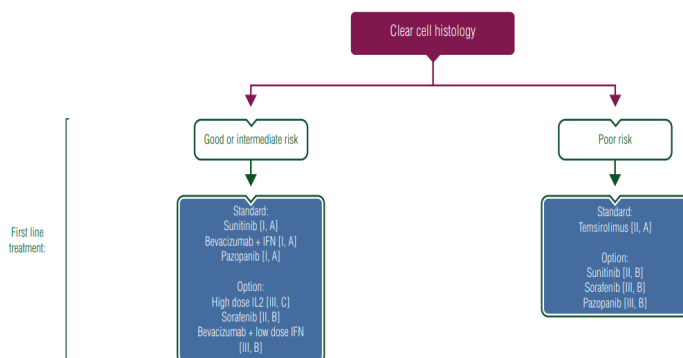 Clear cell histology
Good or intermediate risk
Poor risk
First line
treatment:
Standard:
Sunitinib [I, A]
Bevacizumab + IFN [I, A]
Pazopanib [I, A]
Option:
High dose IL2 [III, C]
Sorafenib [II, B]
Bevacizumab + low dose IFN
[III, B]
Standard:
Temsirolimus [II, A]
Option:
Sunitinib [II, B]
Sorafenib [III, B]
Pazopanib [III, B]